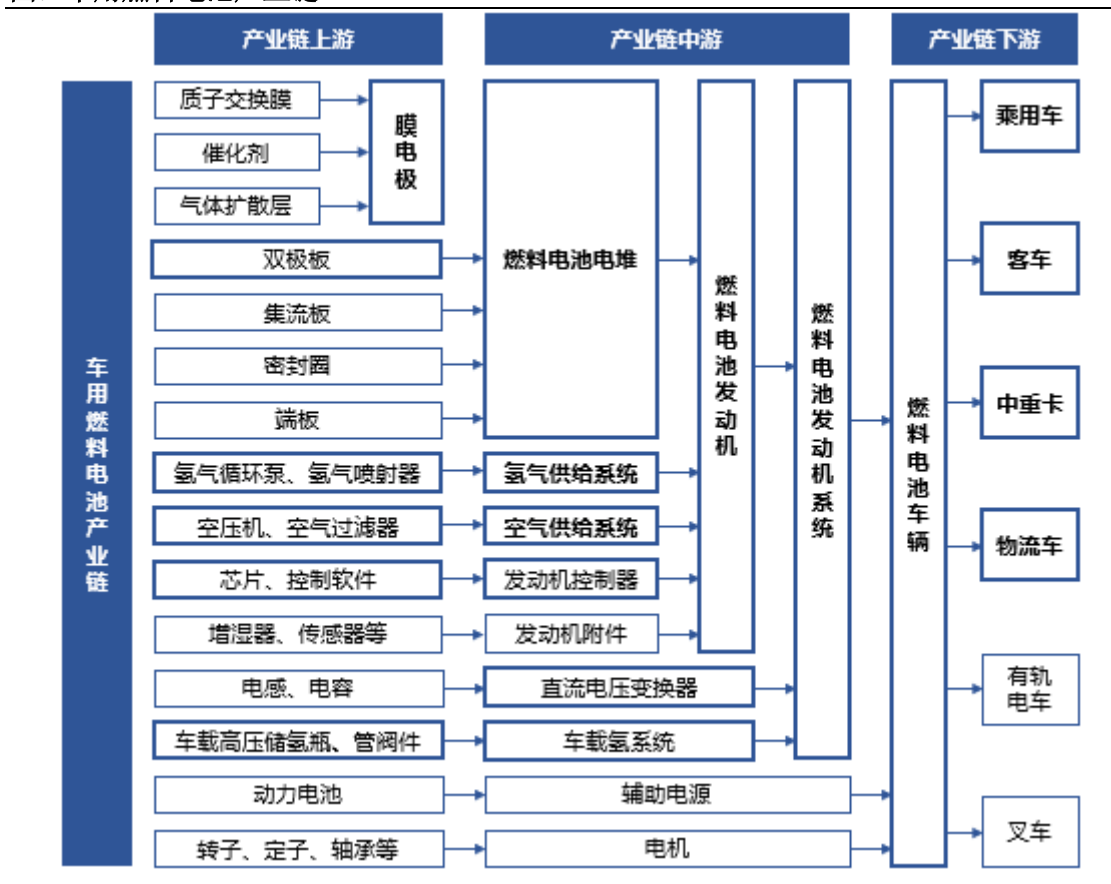 产业链上游
产业链中游
产业链下游
车用燃料电池产业链
质子交换膜
催化剂
气体扩散层
膜电极
双极板
集流板
密封圈
端板
氢气循环泵、氢气喷射器
空压机、空气过滤器
芯片、控制软件
增湿器、传感器等
电感、电容
车载高压储氢瓶、管阀件
动力电池
转子、定子、轴承等
燃料电池电堆
氢气供给系统
空气供给系统
发动机控制器
发动机附件
直流电压变换器
车载氢系统
辅助电源
电机
燃料电池发动机
燃料电池发动机系统
燃料电池车辆
乘用车
客车
中重卡
物流车
有轨
电车
叉车